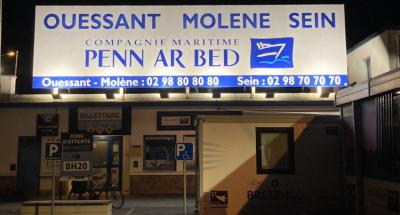 OUESSANT MOLENE SEIN
COMPAGNIE MARITIME
PENN AR BED
Ouessant - Molène : 02 98 80 80 80
Sein : 02 98 70 70 70
BILLETTERIE
ZONE
D'ATTENTE
8H20
P
BREIZHGO